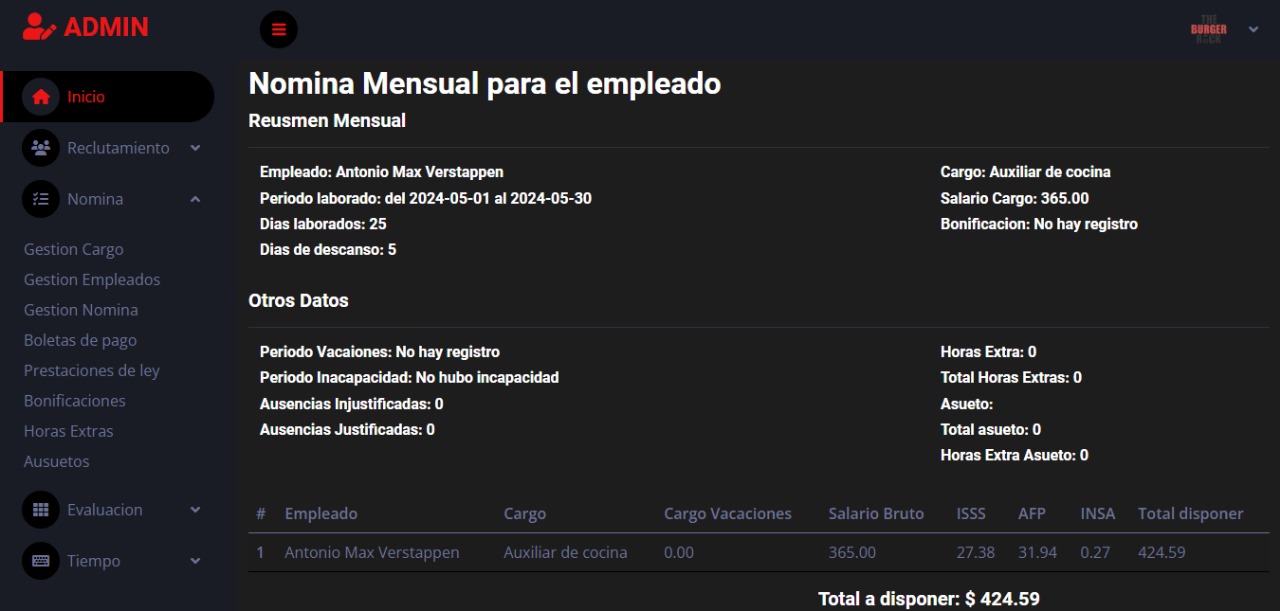 ADMIN
THE
BURGER
ROCK
Inicio
Reclutamiento
Nomina
Gestion Cargo
Gestion Empleados
Gestion Nomina
Boletas de pago
Prestaciones de ley
Bonificaciones
Horas Extras
Ausuetos
Evaluacion
Tiempo
Nomina Mensual para el empleado
Reusmen Mensual
Empleado: Antonio Max Verstappen
Periodo laborado: del 2024-05-01 al 2024-05-30
Dias laborados: 25
Dias de descanso: 5
Cargo: Auxiliar de cocina
Salario Cargo: 365.00
Bonificacion: No hay registro
Otros Datos
Periodo Vacaiones: No hay registro
Periodo Inacapacidad: No hubo incapacidad
Ausencias Injustificadas: 0
Ausencias Justificadas: 0
Horas Extra: 0
Total Horas Extras: 0
Asueto:
Total asueto: 0
Horas Extra Asueto: 0
# Empleado Cargo Cargo Vacaciones Salario Bruto ISSS AFP INSA Total disponer
1 Antonio Max Verstappen Auxiliar de cocina 0.00 365.00 27.38 31.94 0.27 424.59
Total a disponer: $ 424.59